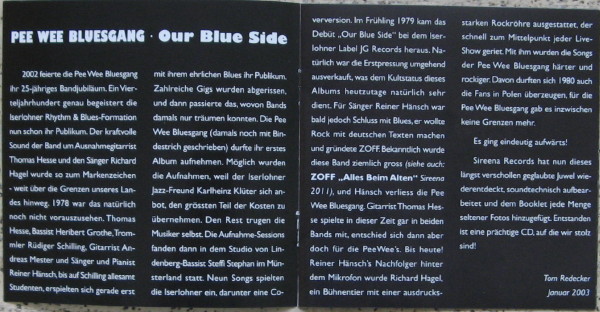 PEE WEE BLUESGANG · Our Blue Side
2002 feierte die Pee Wee Bluesgang
ihr 25-jähriges Bandjubiläum. Ein Vier-
teljahrhundert genau begeistert die
Iserlohner Rhythm & Blues-Formation
nun schon ihr Publikum. Der kraftvolle
Sound der Band um Ausnahmegitarrist
Thomas Hesse und den Sänger Richard
Hagel wurde so zum Markenzeichen
- weit über die Grenzen unseres Lan-
des hinweg. 1978 war das natürlich
noch nicht vorauszusehen. Thomas
Hesse, Bassist Heribert Grothe, Trom-
mler Rüdiger Schilling, Gitarrist An-
dreas Mester und Sänger und Pianist
Reiner Hänsch, bis auf Schilling allesamt
Studenten, erspielten sich gerade erst
mit ihrem ehrlichen Blues ihr Publikum.
Zahlreiche Gigs wurden abgerissen,
und dann passierte das, wovon Bands
damals nur träumen konnten. Die Pee
Wee Bluesgang (damals noch mit Bin-
destrich geschrieben) durfte ihr erstes
Album aufnehmen. Möglich wurden
die Aufnahmen, weil der Iserlohner
Jazz-Freund Karlheinz Klüter sich an-
bot, den grössten Teil der Kosten zu
übernehmen. Den Rest trugen die
Musiker selbst. Die Aufnahme-Sessions
fanden dann in dem Studio von Lin-
denberg-Bassist Steffi Stephan im Mün-
sterland statt. Neun Songs spielten
die Iserlohner ein, darunter eine Co-
verversion. Im Frühling 1979 kam das
Debüt „Our Blue Side" bei dem Iser-
lohner Label JG Records heraus. Na-
türlich war die Erstpressung umgehend
ausverkauft, was dem Kultstatus dieses
Albums heutzutage natürlich sehr
dient. Für Sänger Reiner Hänsch war
bald jedoch Schluss mit Blues, er wollte
Rock mit deutschen Texten machen
und gründete ZOFF. Bekanntlich wurde
diese Band ziemlich gross (siehe auch:
ZOFF „Alles Beim Alten" Sireena
2011), und Hänsch verliess die Pee
Wee Bluesgang. Gitarrist Thomas Hes-
se spielte in dieser Zeit gar in beiden
Bands mit, entschied sich dann aber
doch für die PeeWee's. Bis heute!
Reiner Hänsch's Nachfolger hinter
dem Mikrofon wurde Richard Hagel,
ein Bühnentier mit einer ausdrucks-
starken Rockröhre ausgestattet, der
schnell zum Mittelpunkt jeder Live-
Show geriet. Mit ihm wurden die Songs
der Pee Wee Bluesgang härter und
rockiger. Davon durften sich 1980 auch
die Fans in Polen überzeugen, für die
Pee Wee Bluesgang gab es inzwischen
keine Grenzen mehr.
Es ging eindeutig aufwärts!
Sireena Records hat nun dieses
längst verschollen geglaubte Juwel wie-
derentdeckt, soundtechnisch aufbear-
beitet und dem Booklet jede Menge
seltener Fotos hinzugefügt. Entstanden
ist eine prächtige CD, auf die wir stolz
sind!
Tom Redecker
Januar 2003